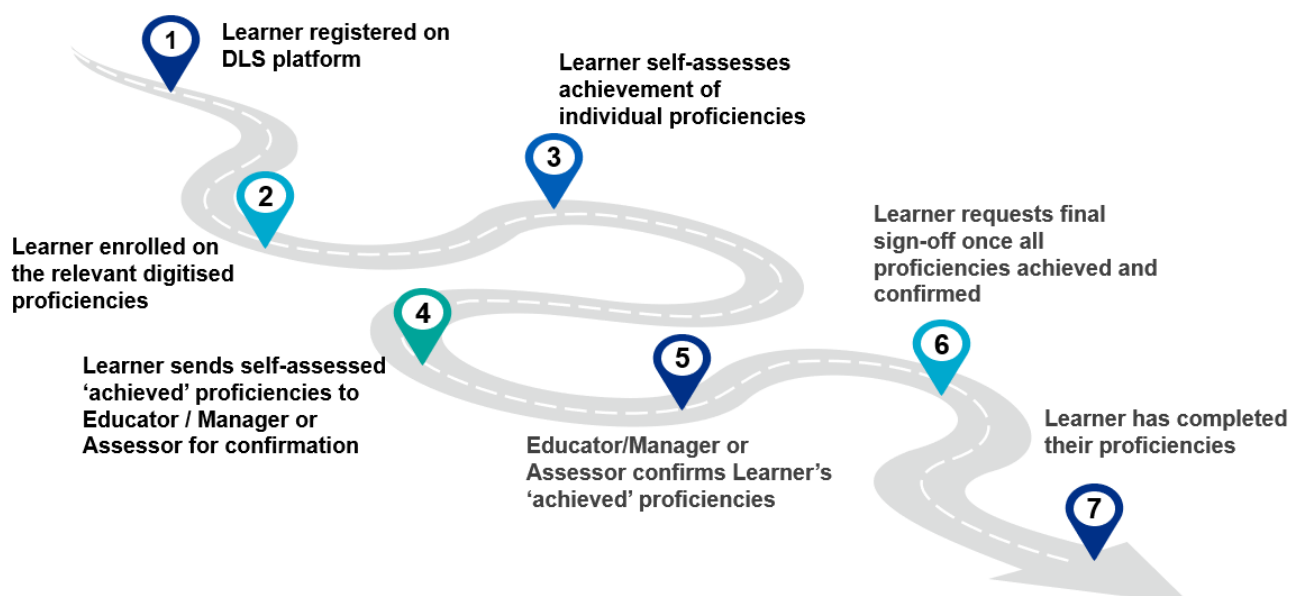 1
Learner registered on
DLS platform
2
Learner enrolled on
the relevant digitised
proficiencies
3
Learner self-assesses
achievement of
individual proficiencies
4
Learner sends self-assessed
‘achieved’ proficiencies to
Educator / Manager or
Assessor for confirmation
5
Educator/Manager or
Assessor confirms Learner’s
‘achieved’ proficiencies
6
Learner requests final
sign-off once all
proficiencies achieved and
confirmed
7
Learner has completed
their proficiencies